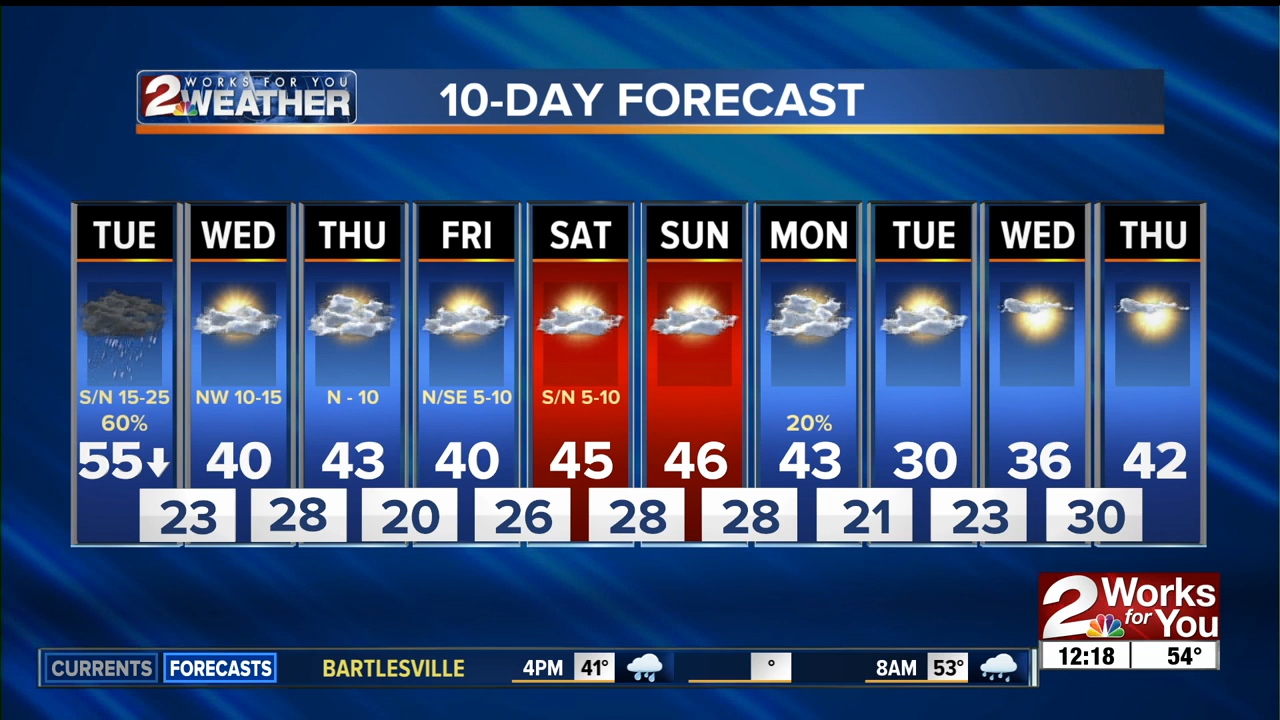 2 WORKS FOR YOU
WEATHER
10-DAY FORECAST
TUE WED THU FRI SAT SUN MON TUE WED THU
S/N 15-25 NW 10-15 N - 10 N/SE 5-10 S/N 5-10
60% 20%
55↓ 40 43 40 45 46 43 30 36 42
23 28 20 26 28 28 21 23 30
2 Works
for You
12:18 54°
CURRENTS FORECASTS BARTLESVILLE 4PM 41° ° 8AM 53°